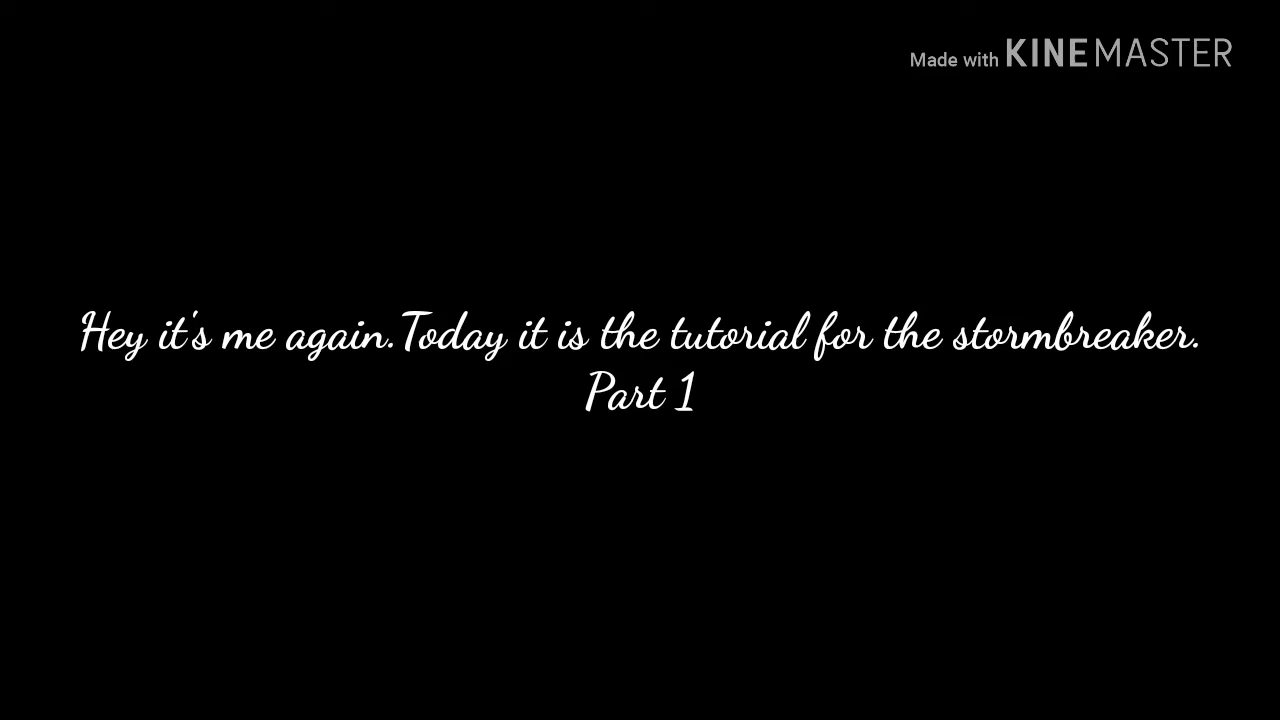 Made with KINEMASTER
Hey it's me again.Today it is the tutorial for the stormbreaker.
Part 1